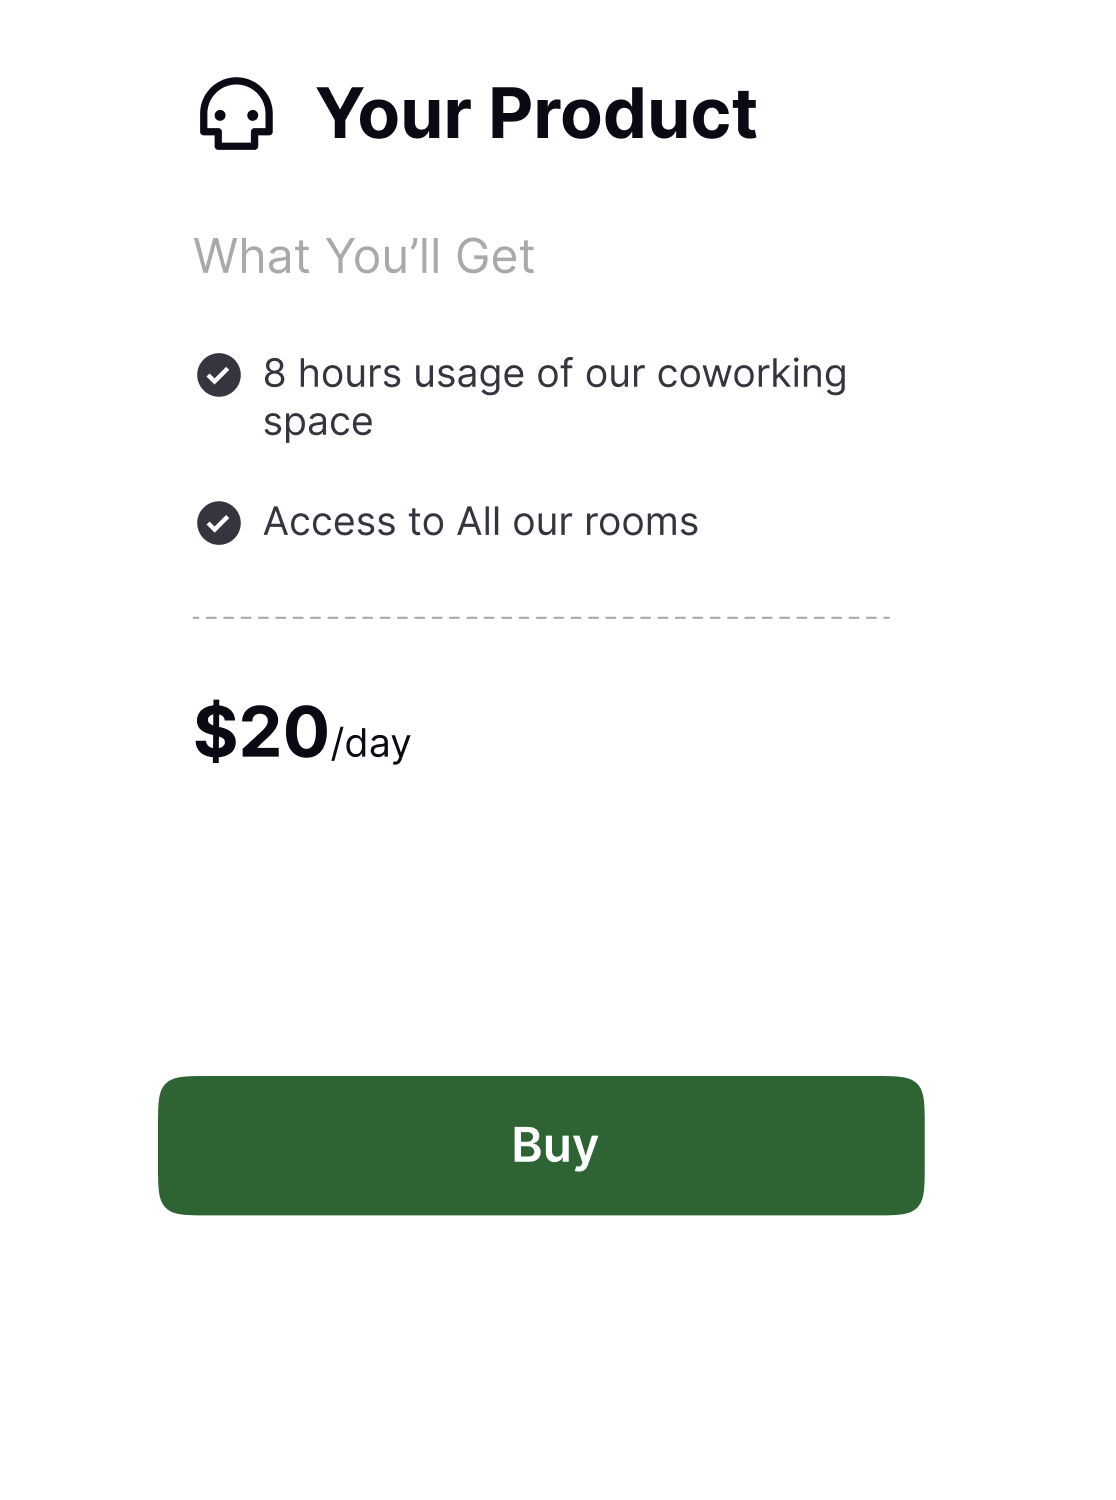 Your Product
What You’ll Get
8 hours usage of our coworking
space
Access to All our rooms
$20/day
Buy